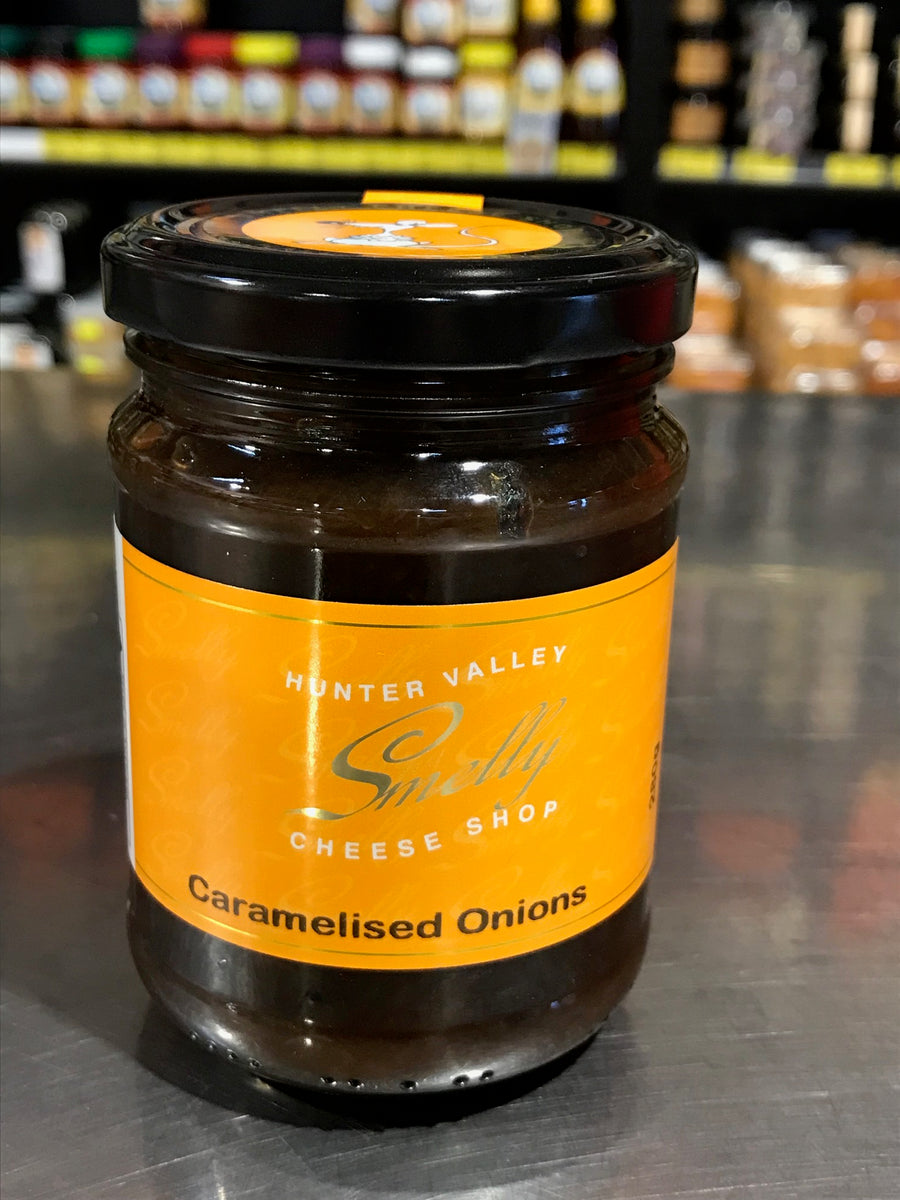 HUNTER VALLEY
Smelly
CHEESE SHOP
Caramelised Onions